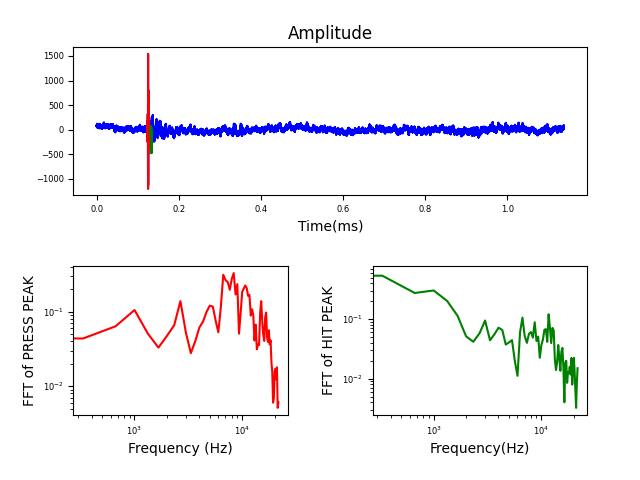 Amplitude
1500
1000
500
0
−500
−1000
0.0 0.2 0.4 0.6 0.8 1.0
Time(ms)
FFT of PRESS PEAK
10⁻¹
10⁻²
10³ 10⁴
Frequency (Hz)
FFT of HIT PEAK
10⁻¹
10⁻²
10³ 10⁴
Frequency(Hz)